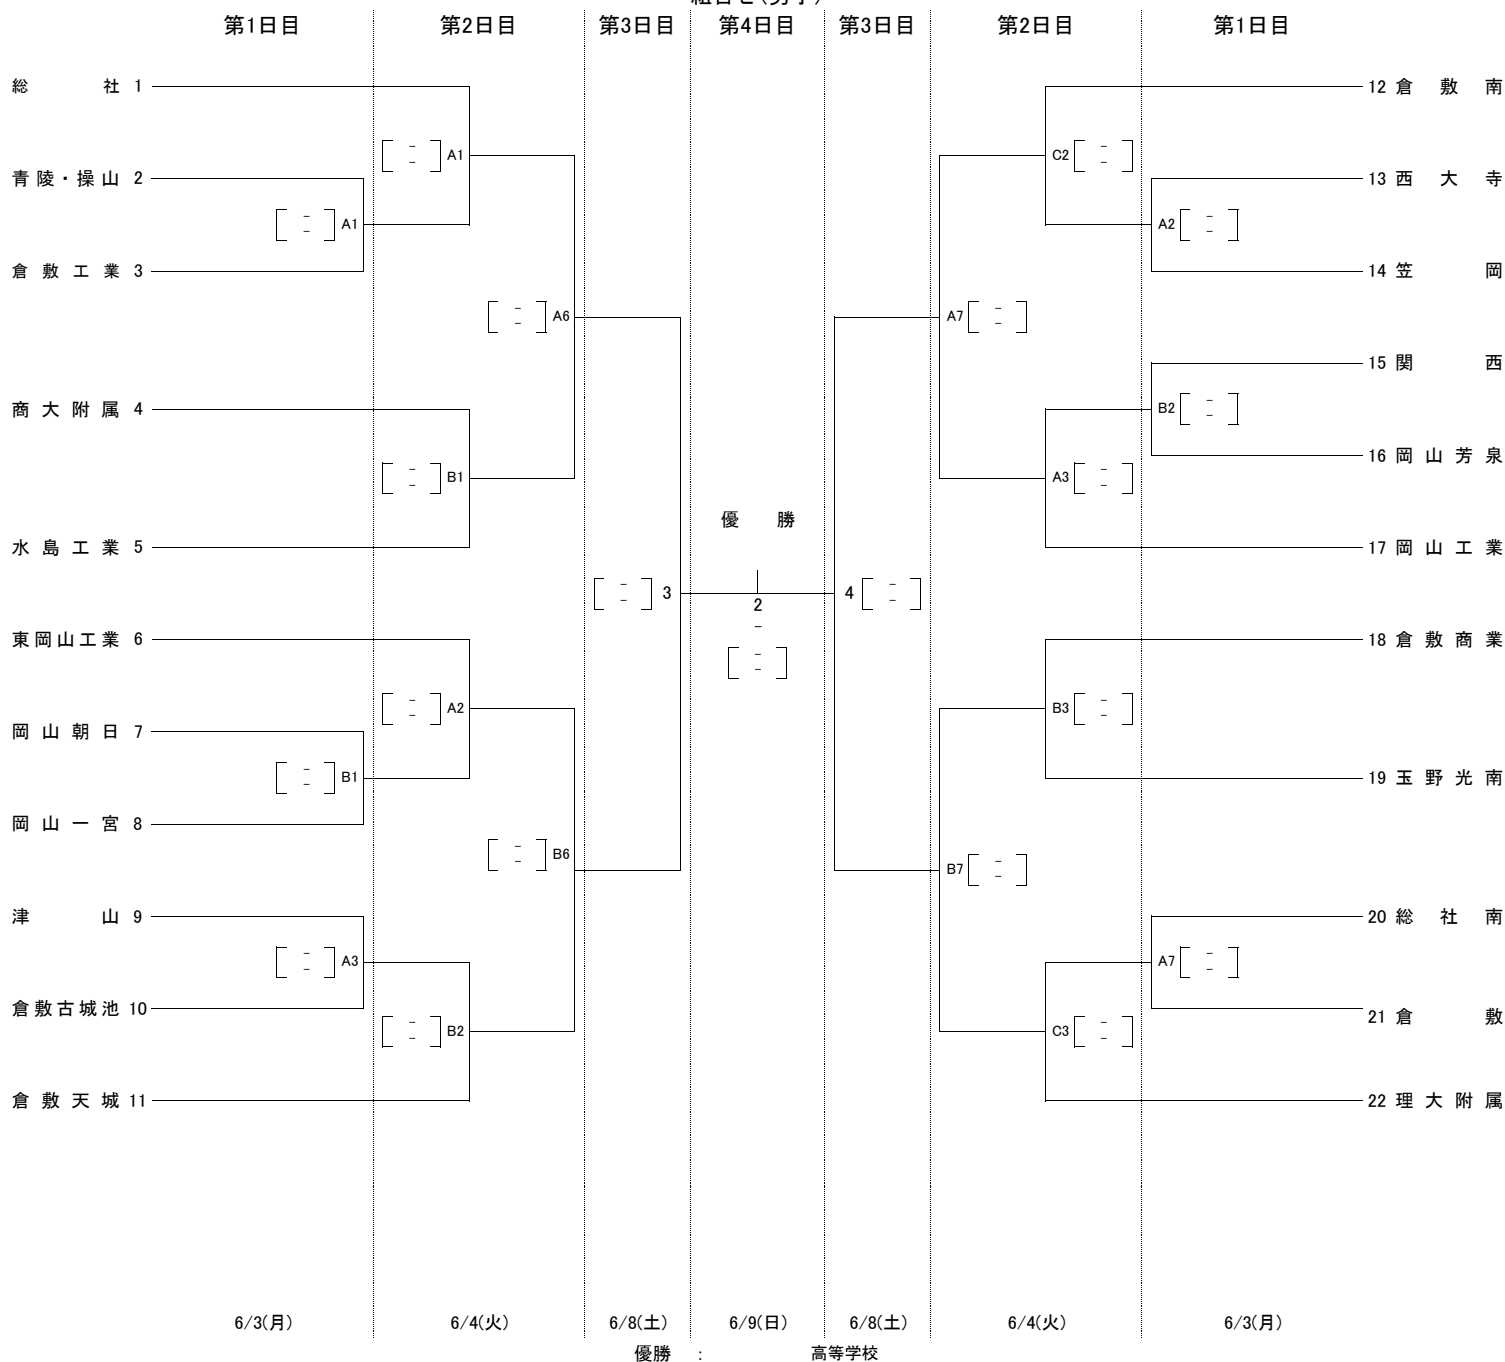 組合せ(男子)
第1日目 第2日目 第3日目 第4日目 第3日目 第2日目 第1日目
総社 1 12 倉敷南
[ - - ] A1 C2 [ - - ]
青陵・操山 2 13 西大寺
[ - - ] A1 A2 [ - - ]
倉敷工業 3 14 笠岡
[ - - ] A6 A7 [ - - ]
15 関西
商大附属 4 B2 [ - - ]
16 岡山芳泉
[ - - ] B1 A3 [ - - ]
優勝
水島工業 5 17 岡山工業
[ - - ] 3 2 4 [ - - ]
-
東岡山工業 6 18 倉敷商業
[ - - ]
[ - - ] A2 B3 [ - - ]
岡山朝日 7
[ - - ] B1 19 玉野光南
岡山一宮 8
[ - - ] B6 B7 [ - - ]
津山 9 20 総社南
[ - - ] A3 A7 [ - - ]
倉敷古城池 10 21 倉敷
[ - - ] B2 C3 [ - - ]
倉敷天城 11 22 理大附属
6/3(月) 6/4(火) 6/8(土) 6/9(日) 6/8(土) 6/4(火) 6/3(月)
優勝 : 高等学校